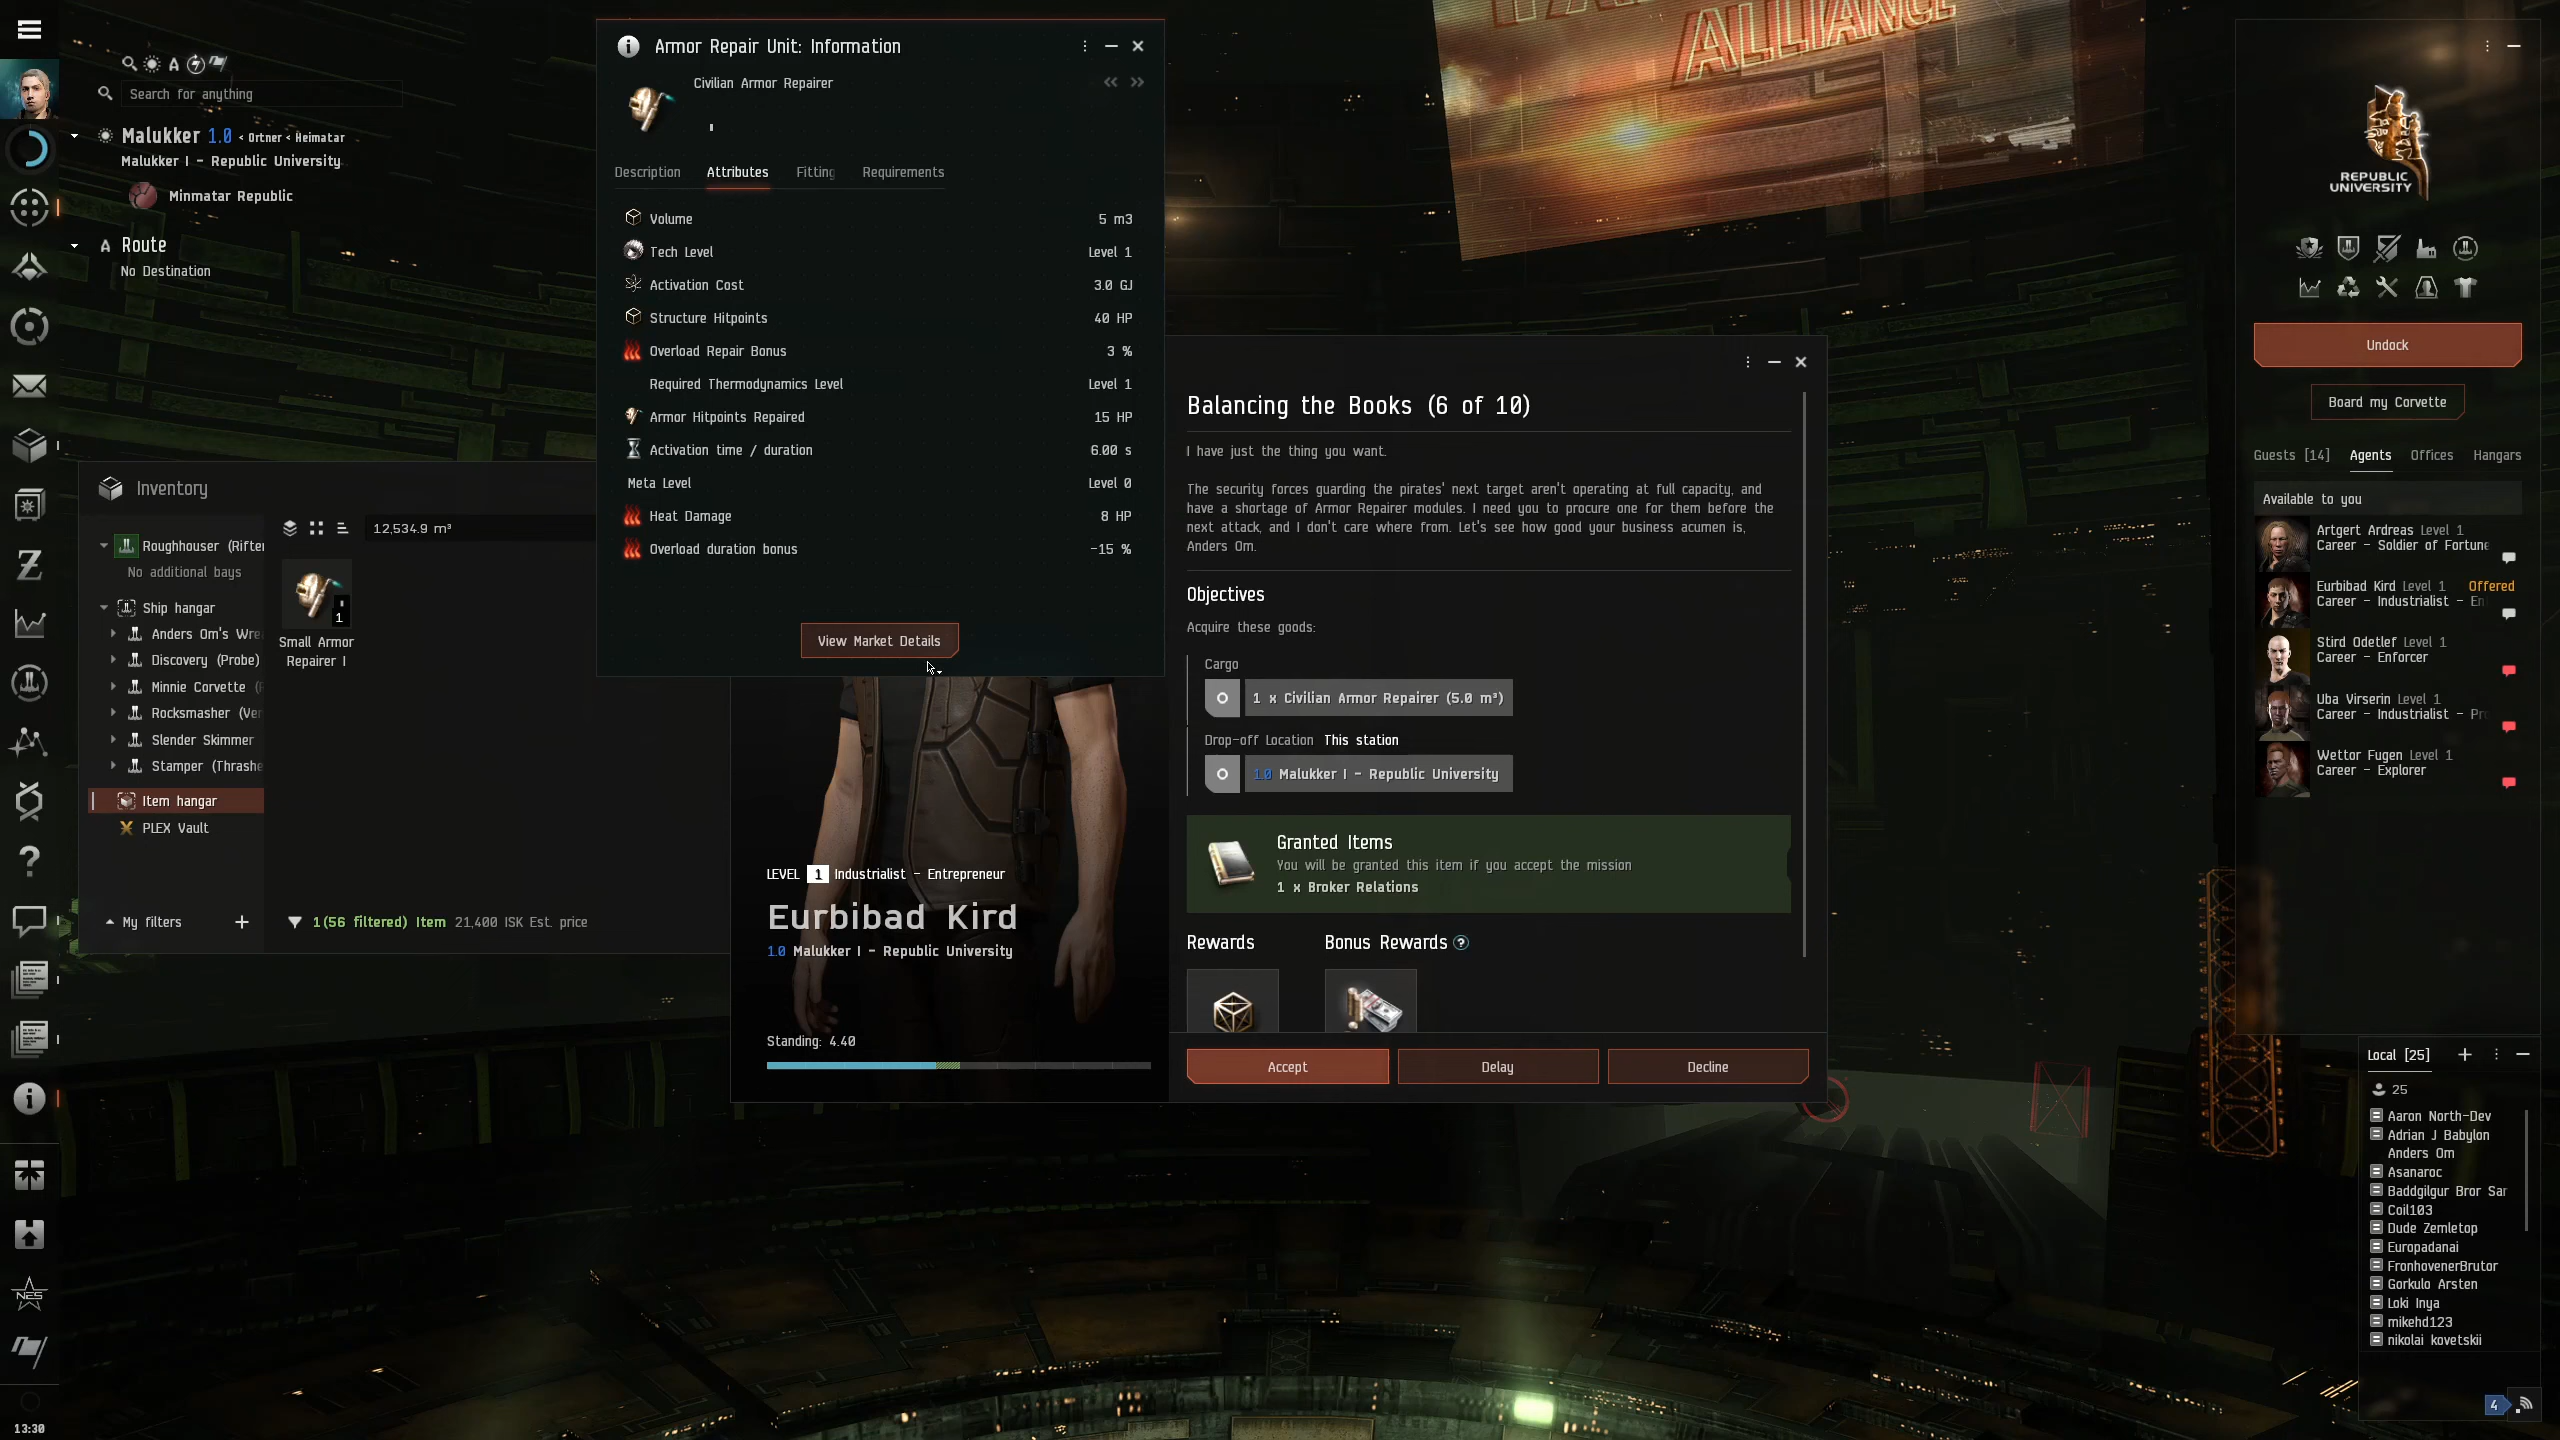 Search for anything
Malukker 1.0 < Ortner < Heimatar
Malukker I - Republic University
Minmatar Republic
A Route
No Destination
Armor Repair Unit: Information
Civilian Armor Repairer
Description Attributes Fitting Requirements
Volume 5 m3
Tech Level Level 1
Activation Cost 3.0 GJ
Structure Hitpoints 40 HP
Overload Repair Bonus 3 %
Required Thermodynamics Level Level 1
Armor Hitpoints Repaired 15 HP
Activation time / duration 6.00 s
Meta Level Level 0
Heat Damage 8 HP
Overload duration bonus -15 %
View Market Details
ALLIANCE
Inventory
12,534.9 m³
Roughhouser (Rifter
No additional bays
Ship hangar
Anders Om's Wre
Discovery (Probe)
Minnie Corvette
Rocksmasher (Ven
Slender Skimmer
Stamper (Thrashe
Item hangar
PLEX Vault
1
Small Armor
Repairer I
My filters +
1(56 filtered) Item 21,400 ISK Est. price
LEVEL 1 Industrialist - Entrepreneur
Eurbibad Kird
1.0 Malukker I - Republic University
Standing: 4.40
Balancing the Books (6 of 10)
I have just the thing you want.
The security forces guarding the pirates' next target aren't operating at full capacity, and
have a shortage of Armor Repairer modules. I need you to procure one for them before the
next attack, and I don't care where from. Let's see how good your business acumen is,
Anders Om.
Objectives
Acquire these goods:
Cargo
1 x Civilian Armor Repairer (5.0 m³)
Drop-off Location This station
1.0 Malukker I - Republic University
Granted Items
You will be granted this item if you accept the mission
1 x Broker Relations
Rewards Bonus Rewards ?
Accept Delay Decline
REPUBLIC
UNIVERSITY
Undock
Board my Corvette
Guests [14] Agents Offices Hangars
Available to you
Artgert Ardreas Level 1
Career - Soldier of Fortune
Eurbibad Kird Level 1 Offered
Career - Industrialist - En
Stird Odetlef Level 1
Career - Enforcer
Uba Virserin Level 1
Career - Industrialist - Pr
Wettor Fugen Level 1
Career - Explorer
Local [25]
25
Aaron North-Dev
Adrian J Babylon
Anders Om
Asanaroc
Baddgilgur Bror Sar
Coil103
Dude Zemletop
Europadanai
FronhovenerBrutor
Gorkulo Arsten
Loki Inya
mikehd123
nikolai kovetskii
4
NES
13:30